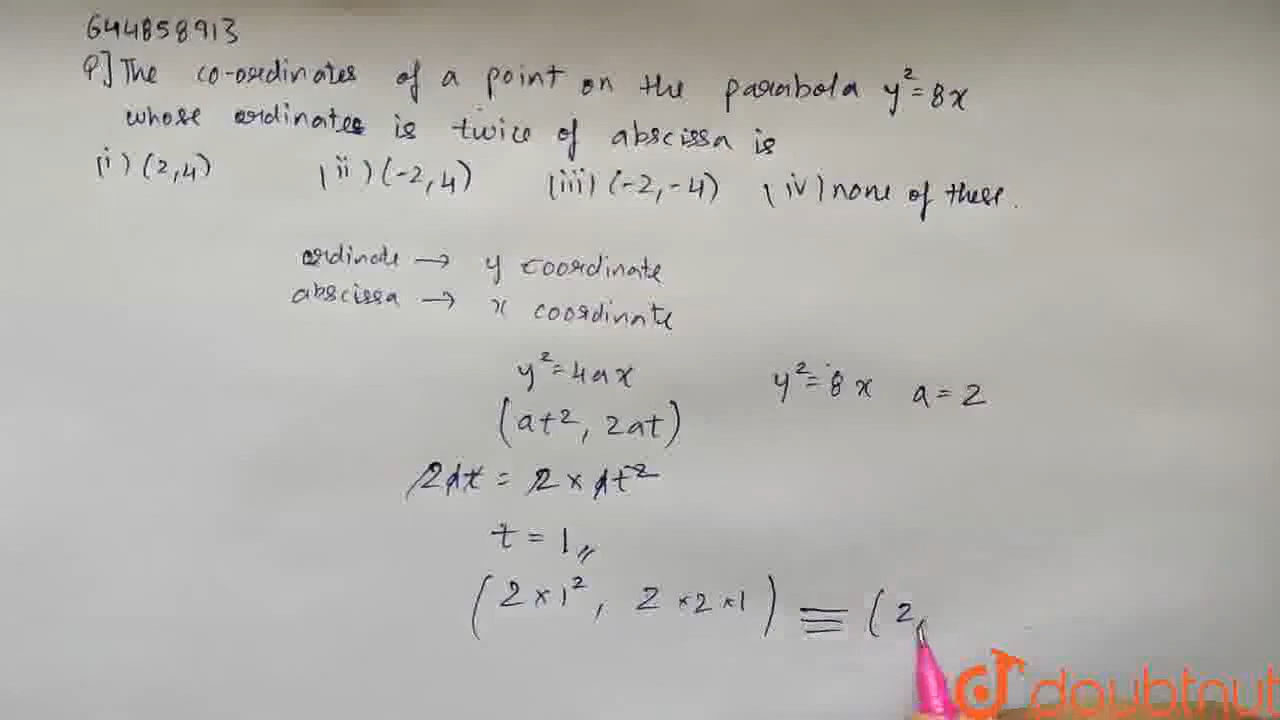 644858913
Q] The co-ordinates of a point on the parabola y²=8x
whose ordinates is twice of abscissa is
(i) (2,4) (ii) (-2,4) (iii) (-2,-4) (iv) none of these.
ordinate → y coordinate
abscissa → x coordinate
y²=4ax y²=8x a=2
(at², 2at)
2at = 2×at²
t = 1,,
(2×1², 2×2×1) ≡ (2,
doubtnut